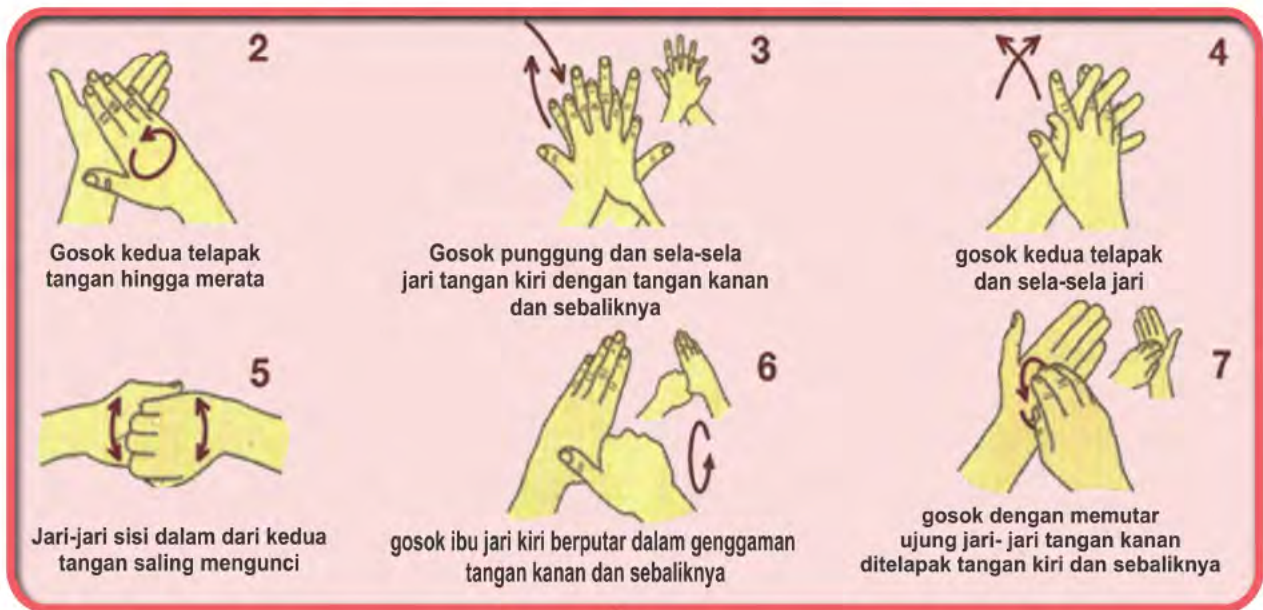 2
Gosok kedua telapak
tangan hingga merata
3
Gosok punggung dan sela-sela
jari tangan kiri dengan tangan kanan
dan sebaliknya
4
gosok kedua telapak
dan sela-sela jari
5
Jari-jari sisi dalam dari kedua
tangan saling mengunci
6
gosok ibu jari kiri berputar dalam genggaman
tangan kanan dan sebaliknya
7
gosok dengan memutar
ujung jari- jari tangan kanan
ditelapak tangan kiri dan sebaliknya